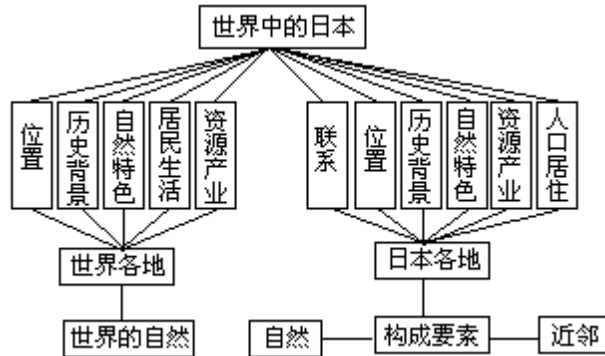 世界中的日本
位置
历史背景
自然特色
居民生活
资源产业
联系
位置
历史背景
自然特色
资源产业
人口居住
世界各地
日本各地
世界的自然
自然
构成要素
近邻